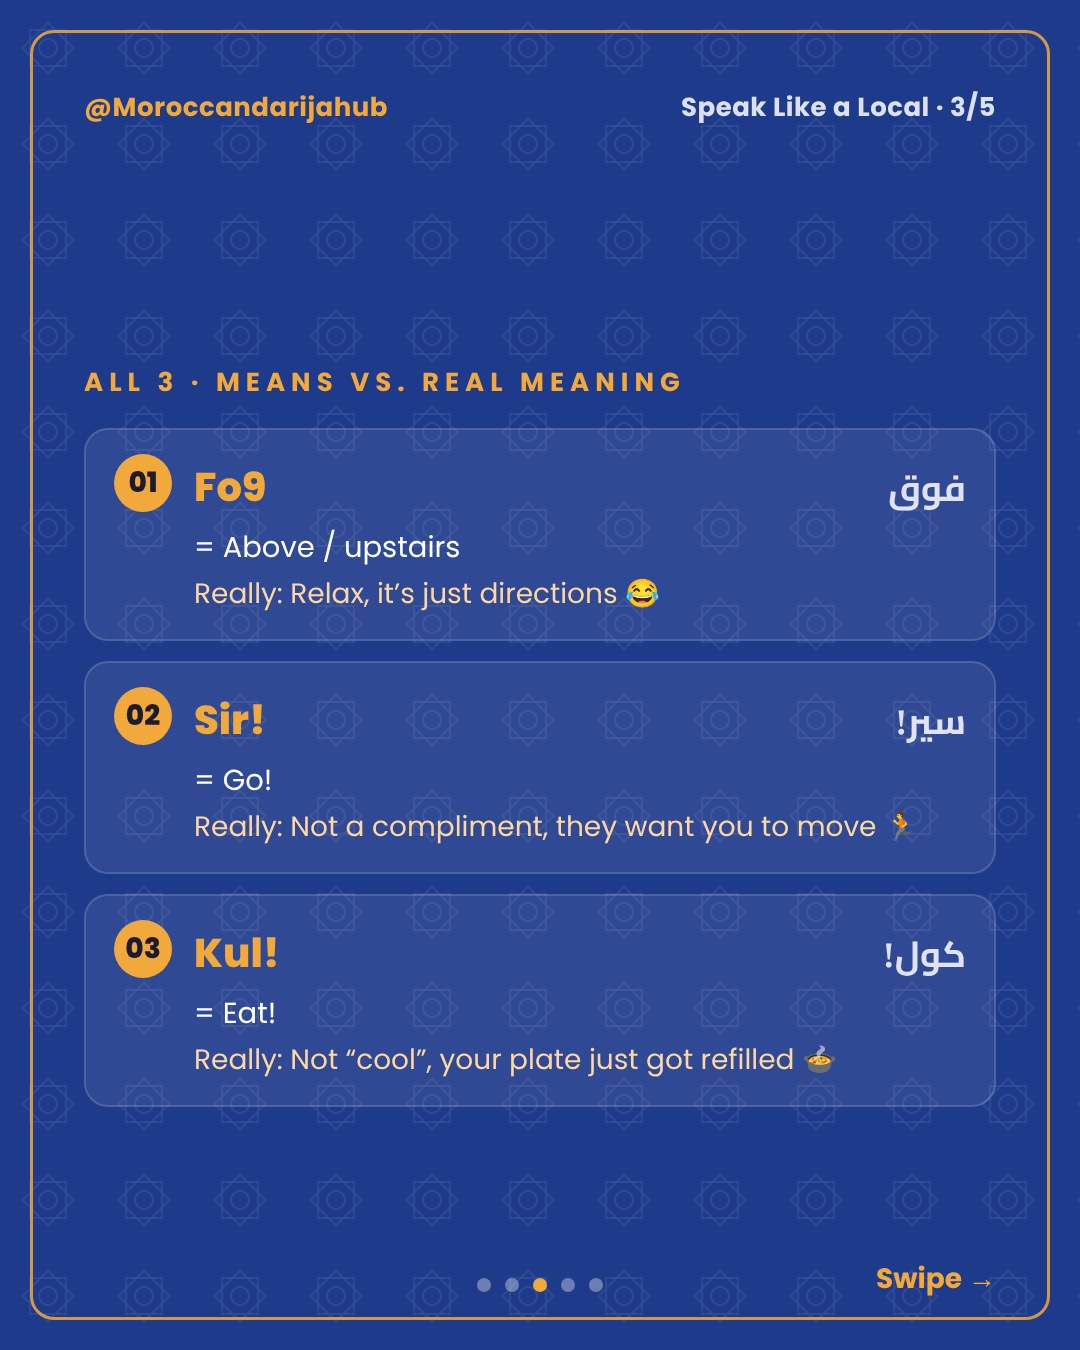 @Moroccandarijahub
Speak Like a Local · 3/5
ALL 3 · MEANS VS. REAL MEANING
01 Fo9 فوق
= Above / upstairs
Really: Relax, it’s just directions 😂
02 Sir! سير!
= Go!
Really: Not a compliment, they want you to move 🏃
03 Kul! كول!
= Eat!
Really: Not “cool”, your plate just got refilled 🍲
Swipe →